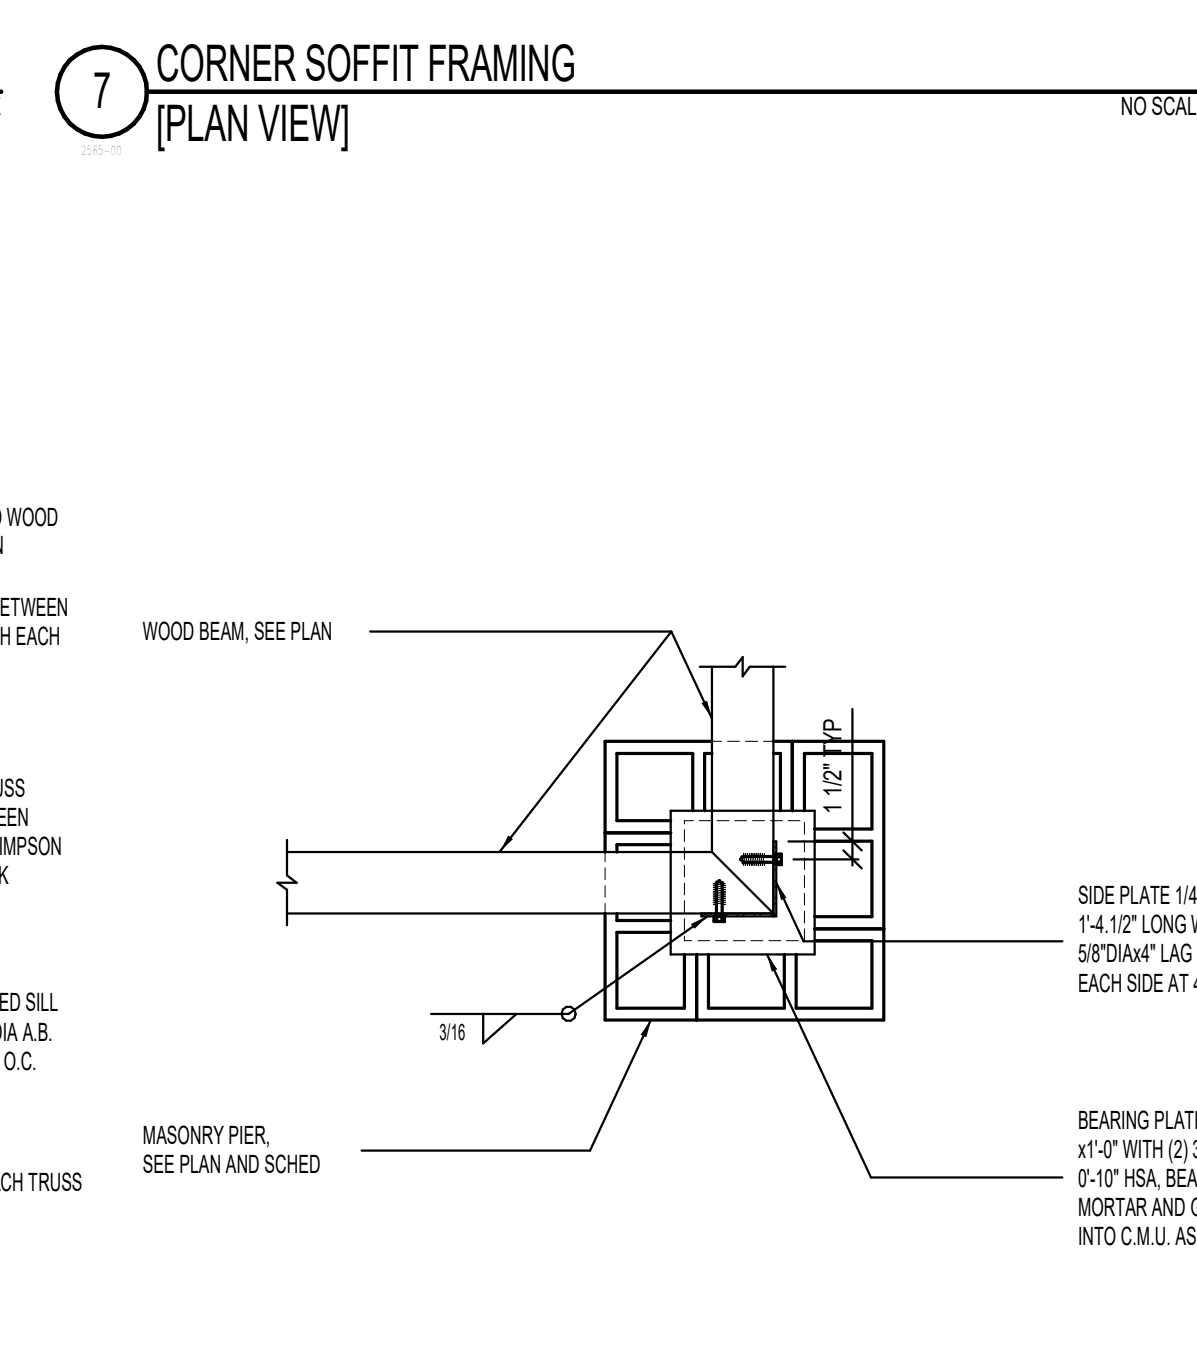 7
CORNER SOFFIT FRAMING
[PLAN VIEW]
2565-00
NO SCAL
WOOD
ETWEEN
H EACH
WOOD BEAM, SEE PLAN
1 1/2" TYP
USS
EEN
IMPSON
K
SIDE PLATE 1/4
1'-4.1/2" LONG W
5/8"DIAx4" LAG
EACH SIDE AT 4
3/16
ED SILL
DIA A.B.
O.C.
MASONRY PIER,
SEE PLAN AND SCHED
ACH TRUSS
BEARING PLATE
x1'-0" WITH (2) 3
0'-10" HSA, BEA
MORTAR AND G
INTO C.M.U. AS